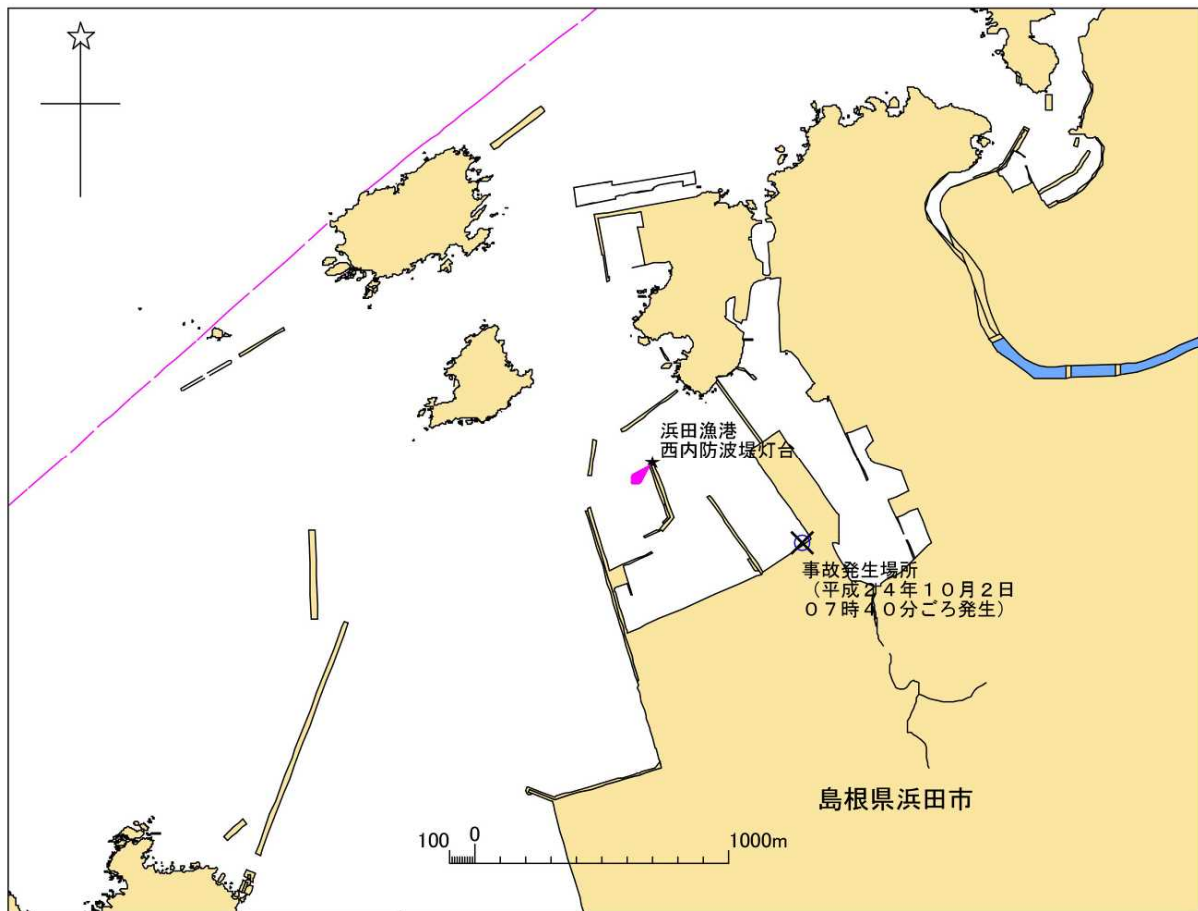 浜田漁港
西内防波堤灯台
事故発生場所
(平成24年10月2日
07時40分ごろ発生)
島根県浜田市
100 0 1000m